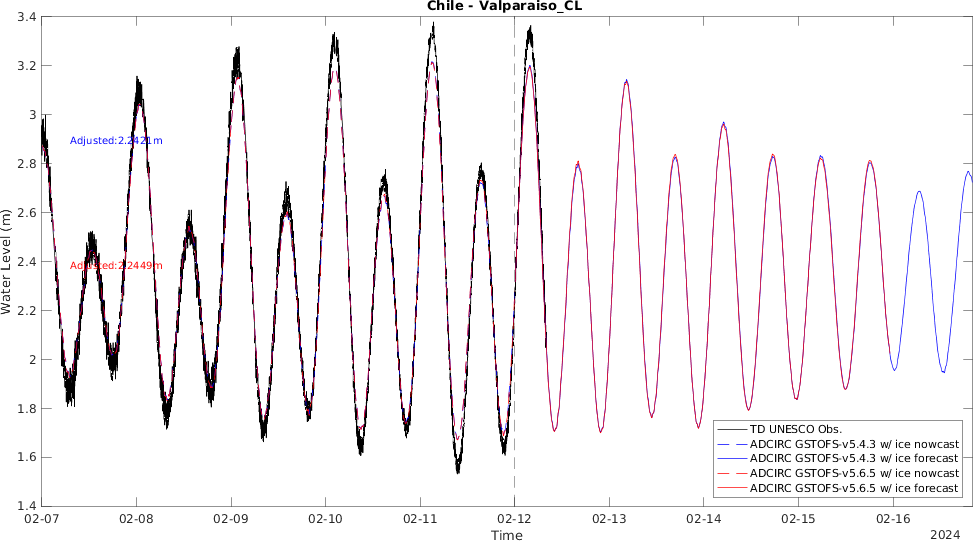 Chile - Valparaiso_CL
3.4
3.2
3
2.8
2.6
2.4
2.2
2
1.8
1.6
1.4
Water Level (m)
Adjusted:2.2421m
Adjusted:2.2449m
TD UNESCO Obs.
ADCIRC GSTOFS-v5.4.3 w/ ice nowcast
ADCIRC GSTOFS-v5.4.3 w/ ice forecast
ADCIRC GSTOFS-v5.6.5 w/ ice nowcast
ADCIRC GSTOFS-v5.6.5 w/ ice forecast
02-07 02-08 02-09 02-10 02-11 02-12 02-13 02-14 02-15 02-16
Time
2024